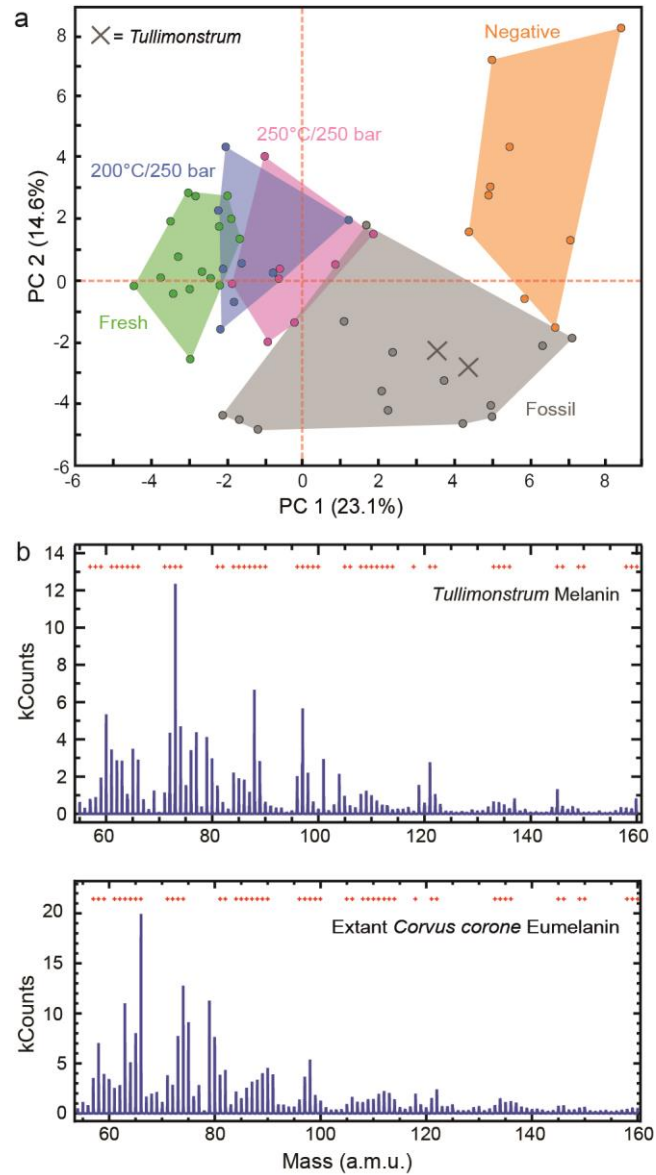 a
X = Tullimonstrum
Negative
250°C/250 bar
200°C/250 bar
Fresh
Fossil
PC 2 (14.6%)
8
6
4
2
0
-2
-4
-6
-6 -4 -2 0 2 4 6 8
PC 1 (23.1%)
b
Tullimonstrum Melanin
kCounts
14
12
10
8
6
4
2
0
60 80 100 120 140 160
Extant Corvus corone Eumelanin
kCounts
20
15
10
5
0
60 80 100 120 140 160
Mass (a.m.u.)